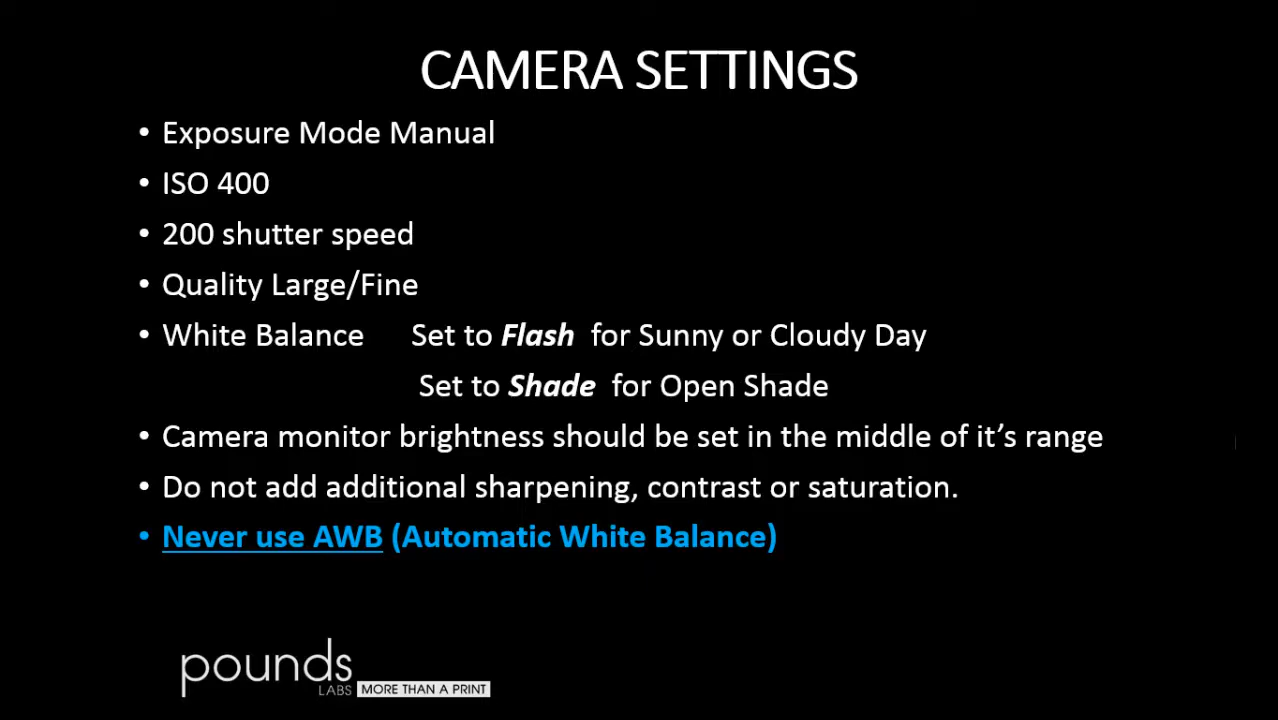 CAMERA SETTINGS
• Exposure Mode Manual
• ISO 400
• 200 shutter speed
• Quality Large/Fine
• White Balance Set to Flash for Sunny or Cloudy Day
Set to Shade for Open Shade
• Camera monitor brightness should be set in the middle of it’s range
• Do not add additional sharpening, contrast or saturation.
• Never use AWB (Automatic White Balance)
pounds
LABS MORE THAN A PRINT